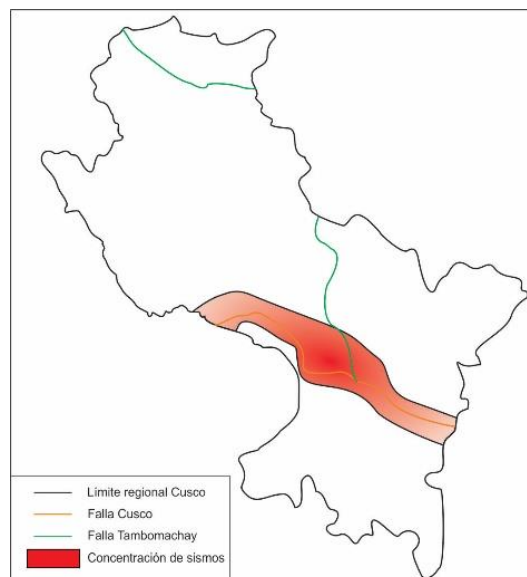 Límite regional Cusco
Falla Cusco
Falla Tambomachay
Concentración de sismos